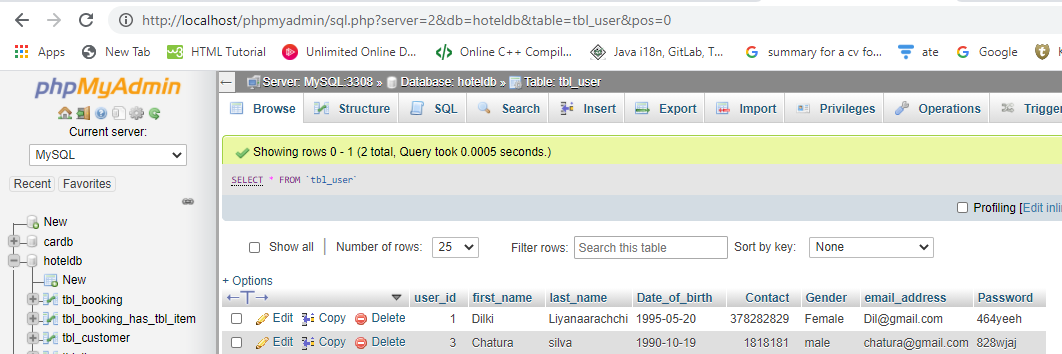 http://localhost/phpmyadmin/sql.php?server=2&db=hoteldb&table=tbl_user&pos=0
Apps New Tab HTML Tutorial Unlimited Online D... Online C++ Compil... Java i18n, GitLab, T... summary for a cv fo... ate Google
phpMyAdmin
Current server:
MySQL
Recent Favorites
New
cardb
hoteldb
New
tbl_booking
tbl_booking_has_tbl_item
tbl_customer
Server: MySQL:3308 » Database: hoteldb » Table: tbl_user
Browse Structure SQL Search Insert Export Import Privileges Operations Trigger
Showing rows 0 - 1 (2 total, Query took 0.0005 seconds.)
SELECT * FROM `tbl_user`
Profiling [Edit inli
Show all Number of rows: 25 Filter rows: Search this table Sort by key: None
+ Options
←T→ user_id first_name last_name Date_of_birth Contact Gender email_address Password
Edit Copy Delete 1 Dilki Liyanaarachchi 1995-05-20 378282829 Female Dil@gmail.com 464yeeh
Edit Copy Delete 3 Chatura silva 1990-10-19 1818181 male chatura@gmail.com 828wjaj